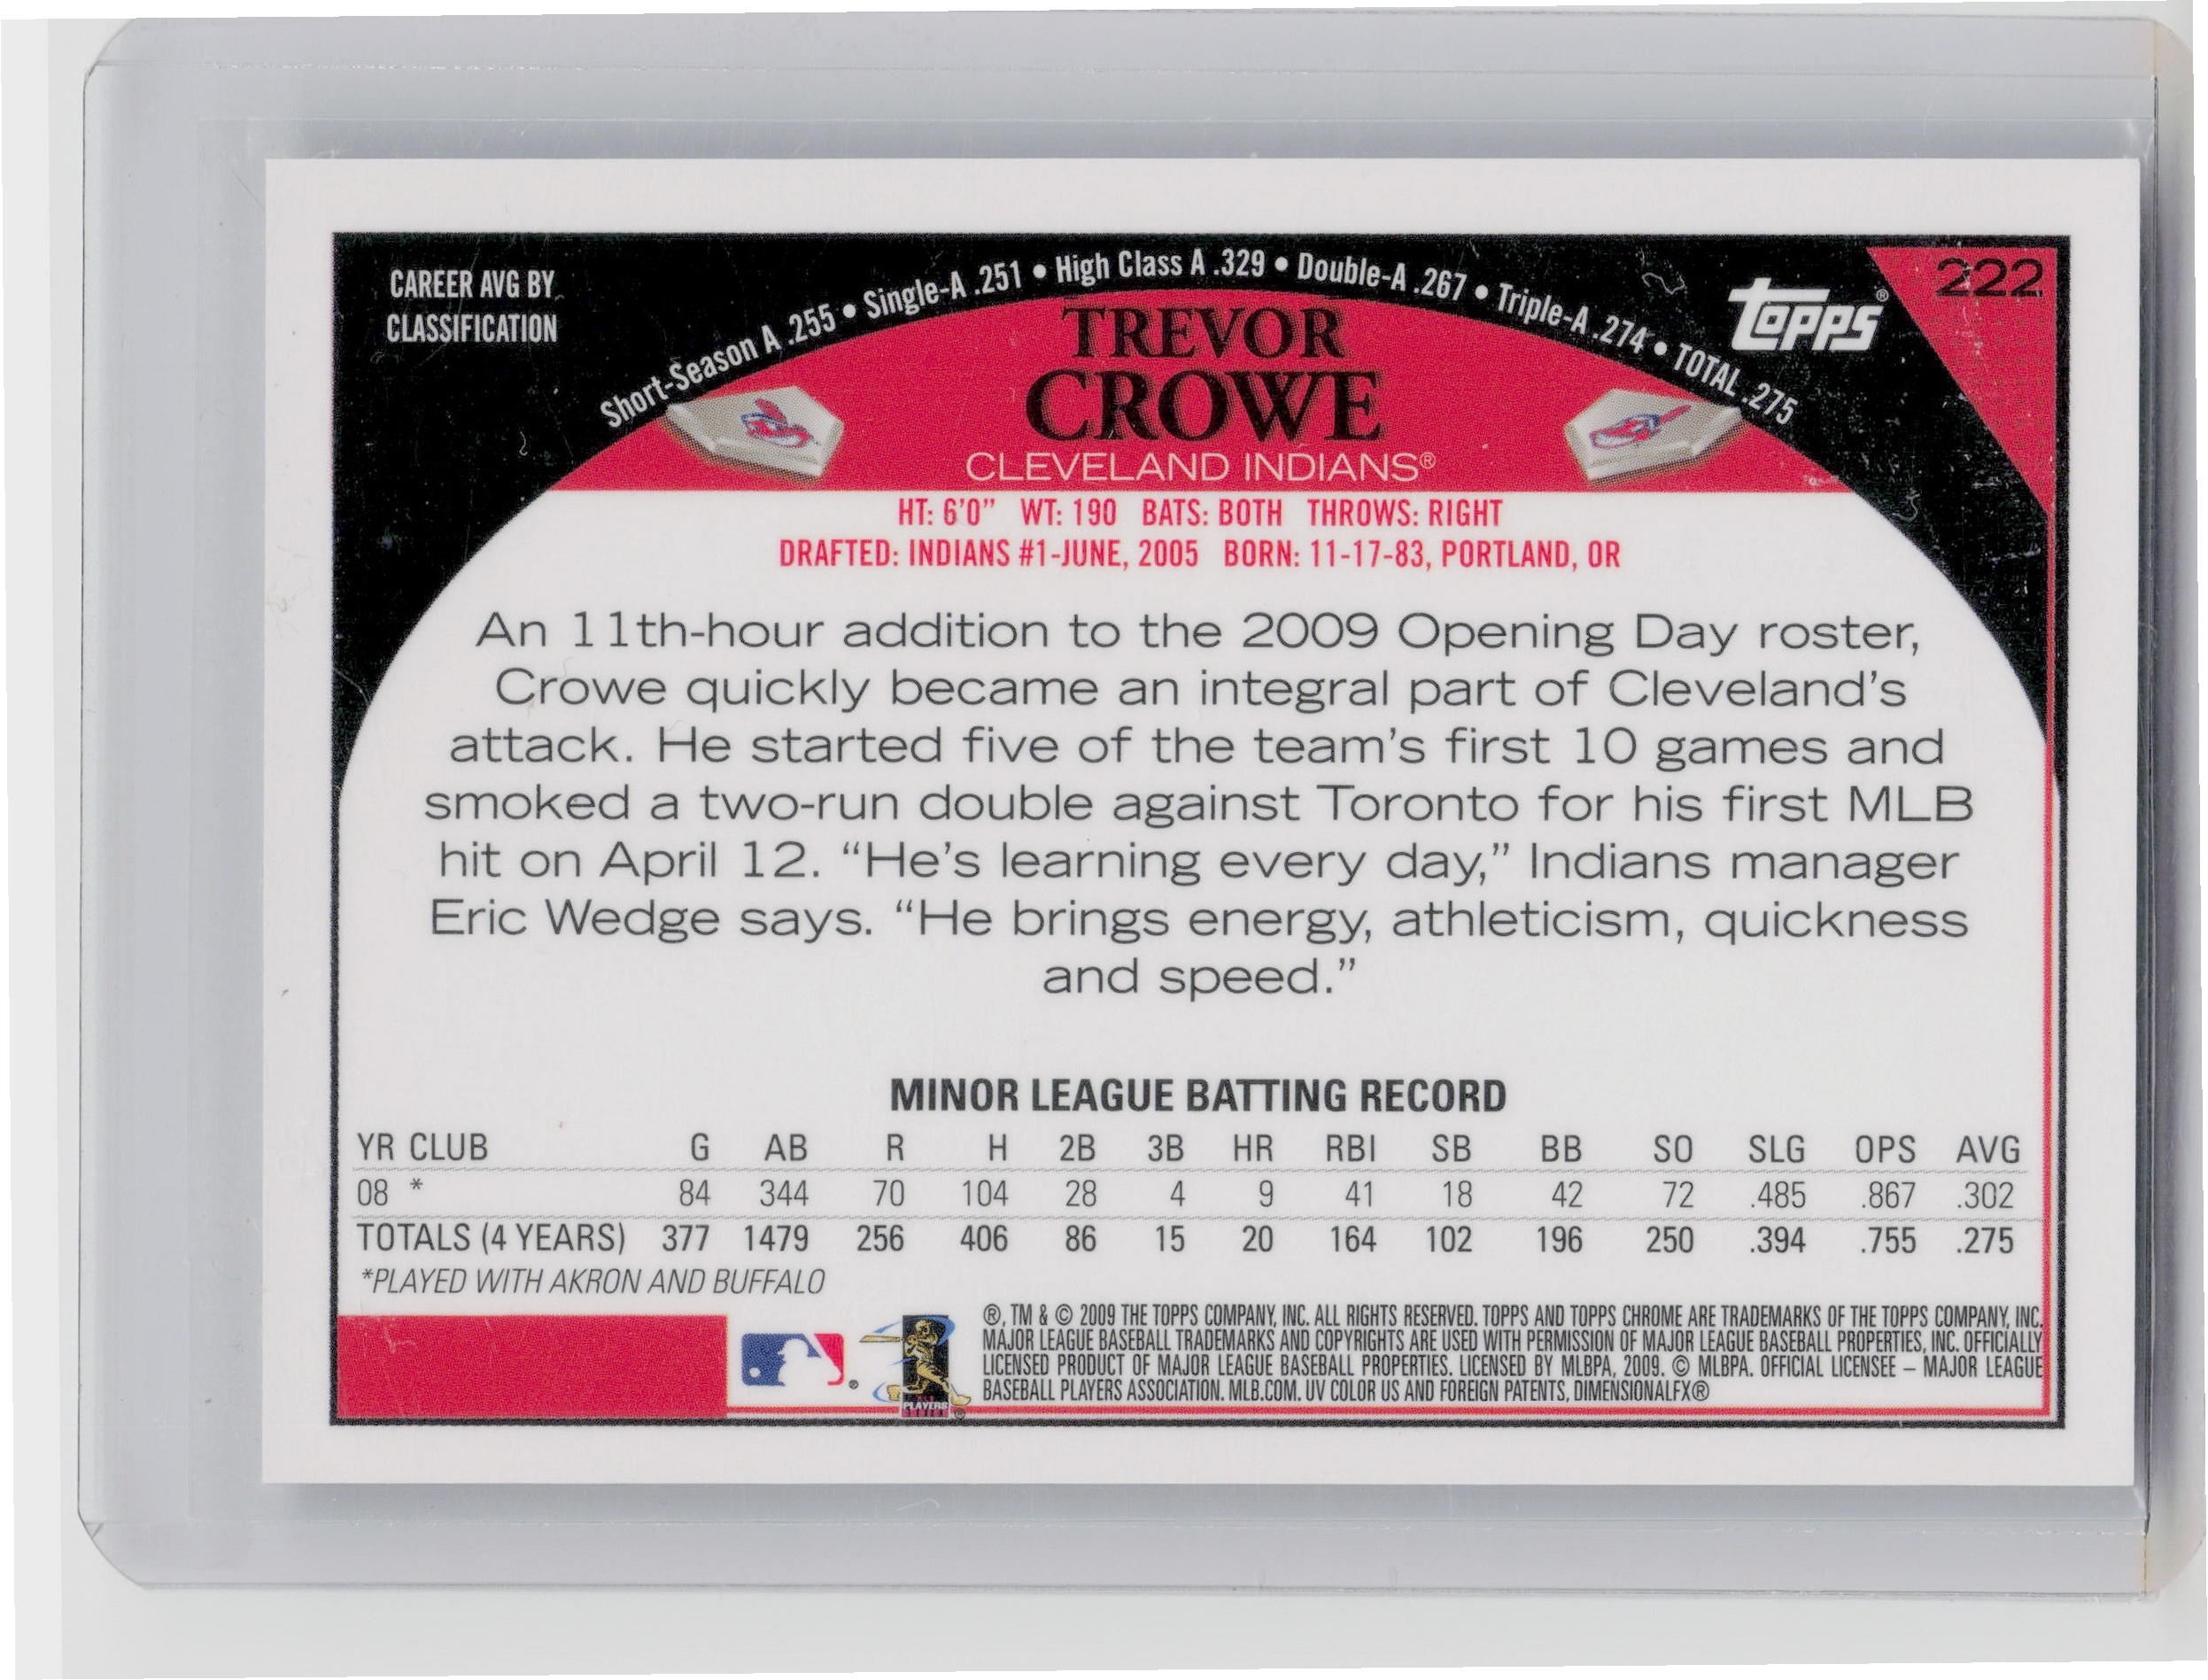 CAREER AVG BY
CLASSIFICATION
Short-Season A .255 • Single-A .251 • High Class A .329 • Double-A .267 • Triple-A .274 • TOTAL .275
topps®
222
TREVOR
CROWE
CLEVELAND INDIANS®
HT: 6'0" WT: 190 BATS: BOTH THROWS: RIGHT
DRAFTED: INDIANS #1-JUNE, 2005 BORN: 11-17-83, PORTLAND, OR
An 11th-hour addition to the 2009 Opening Day roster,
Crowe quickly became an integral part of Cleveland's
attack. He started five of the team's first 10 games and
smoked a two-run double against Toronto for his first MLB
hit on April 12. “He's learning every day,” Indians manager
Eric Wedge says. “He brings energy, athleticism, quickness
and speed.”
MINOR LEAGUE BATTING RECORD
YR CLUB G AB R H 2B 3B HR RBI SB BB SO SLG OPS AVG
08 * 84 344 70 104 28 4 9 41 18 42 72 .485 .867 .302
TOTALS (4 YEARS) 377 1479 256 406 86 15 20 164 102 196 250 .394 .755 .275
*PLAYED WITH AKRON AND BUFFALO
®, TM & © 2009 THE TOPPS COMPANY, INC. ALL RIGHTS RESERVED. TOPPS AND TOPPS CHROME ARE TRADEMARKS OF THE TOPPS COMPANY, INC.
MAJOR LEAGUE BASEBALL TRADEMARKS AND COPYRIGHTS ARE USED WITH PERMISSION OF MAJOR LEAGUE BASEBALL PROPERTIES, INC. OFFICIALLY
LICENSED PRODUCT OF MAJOR LEAGUE BASEBALL PROPERTIES. LICENSED BY MLBPA, 2009. © MLBPA. OFFICIAL LICENSEE – MAJOR LEAGUE
BASEBALL PLAYERS ASSOCIATION. MLB.COM. UV COLOR US AND FOREIGN PATENTS, DIMENSIONALFX®
PLAYERS